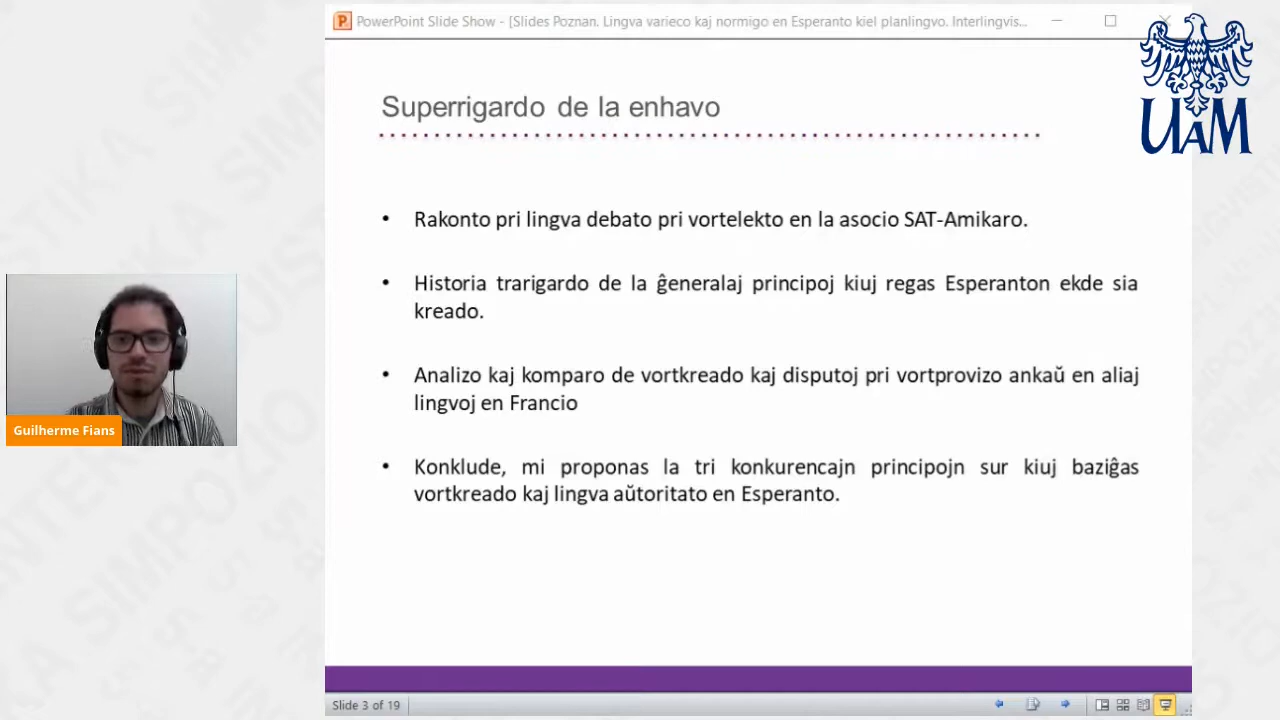 PowerPoint Slide Show - [Slides Poznan. Lingva varieco kaj normigo en Esperanto kiel planlingvo. Interlingvis...
UAM
Superrigardo de la enhavo
• Rakonto pri lingva debato pri vortelekto en la asocio SAT-Amikaro.
• Historia trarigardo de la ĝeneralaj principoj kiuj regas Esperanton ekde sia
kreado.
• Analizo kaj komparo de vortkreado kaj disputoj pri vortprovizo ankaŭ en aliaj
lingvoj en Francio
• Konklude, mi proponas la tri konkurencajn principojn sur kiuj baziĝas
vortkreado kaj lingva aŭtoritato en Esperanto.
Guilherme Fians
Slide 3 of 19